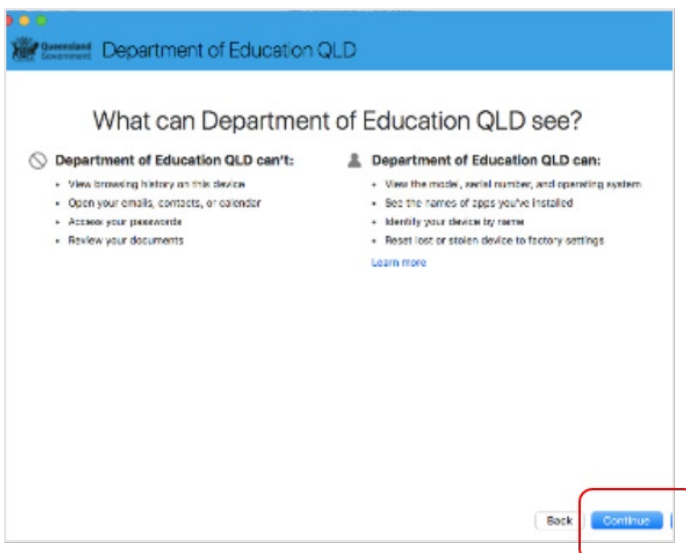 Queensland
Government
Department of Education QLD
What can Department of Education QLD see?
Department of Education QLD can't:
View browsing history on this device
Open your emails, contacts, or calendar
Access your passwords
Review your documents
Department of Education QLD can:
View the model, serial number, and operating system
See the names of apps you've installed
Identify your device by name
Reset lost or stolen device to factory settings
Learn more
Back
Continue